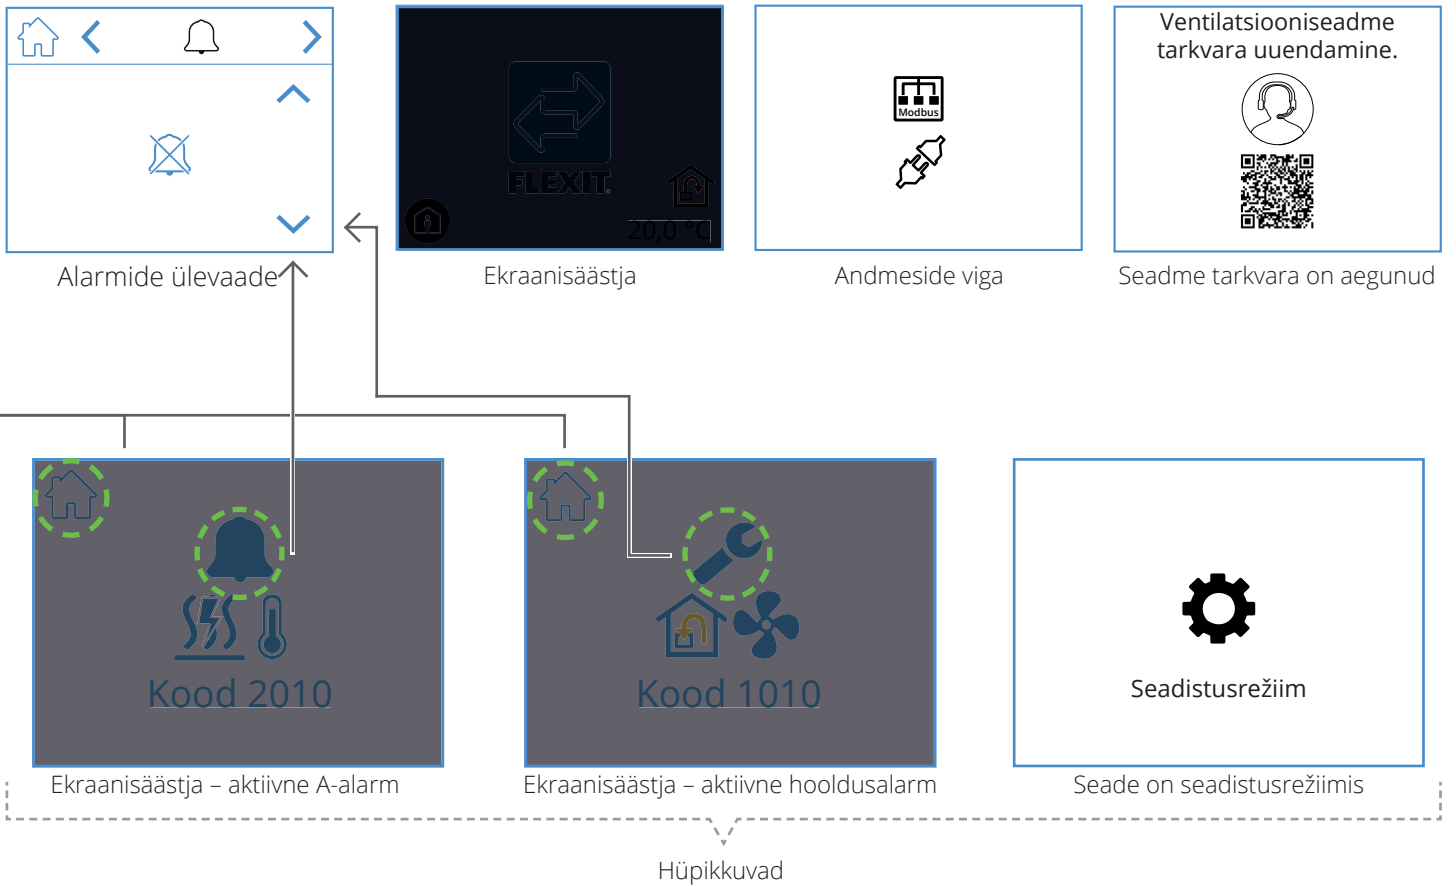 Ventilatsiooniseadme
tarkvara uuendamine.
Modbus
FLEXIT
20,0 °C
Alarmide ülevaade
Ekraanisäästja
Andmeside viga
Seadme tarkvara on aegunud
Kood 2010
Kood 1010
Seadistusrežiim
Ekraanisäästja – aktiivne A-alarm
Ekraanisäästja – aktiivne hooldusalarm
Seade on seadistusrežiimis
Hüpikkuvad